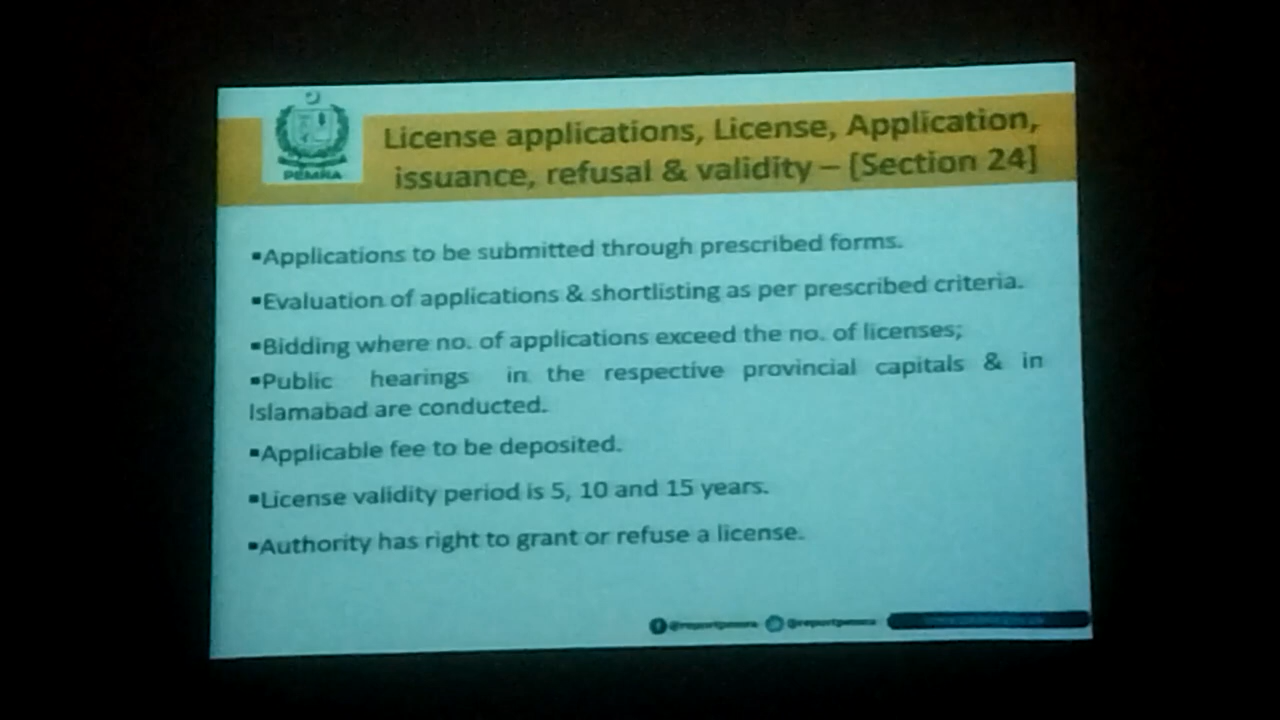 PEMRA
License applications, License, Application,
issuance, refusal & validity – [Section 24]
▪Applications to be submitted through prescribed forms.
▪Evaluation of applications & shortlisting as per prescribed criteria.
▪Bidding where no. of applications exceed the no. of licenses;
▪Public hearings in the respective provincial capitals & in
Islamabad are conducted.
▪Applicable fee to be deposited.
▪License validity period is 5, 10 and 15 years.
▪Authority has right to grant or refuse a license.
@reportpemra @reportpemra